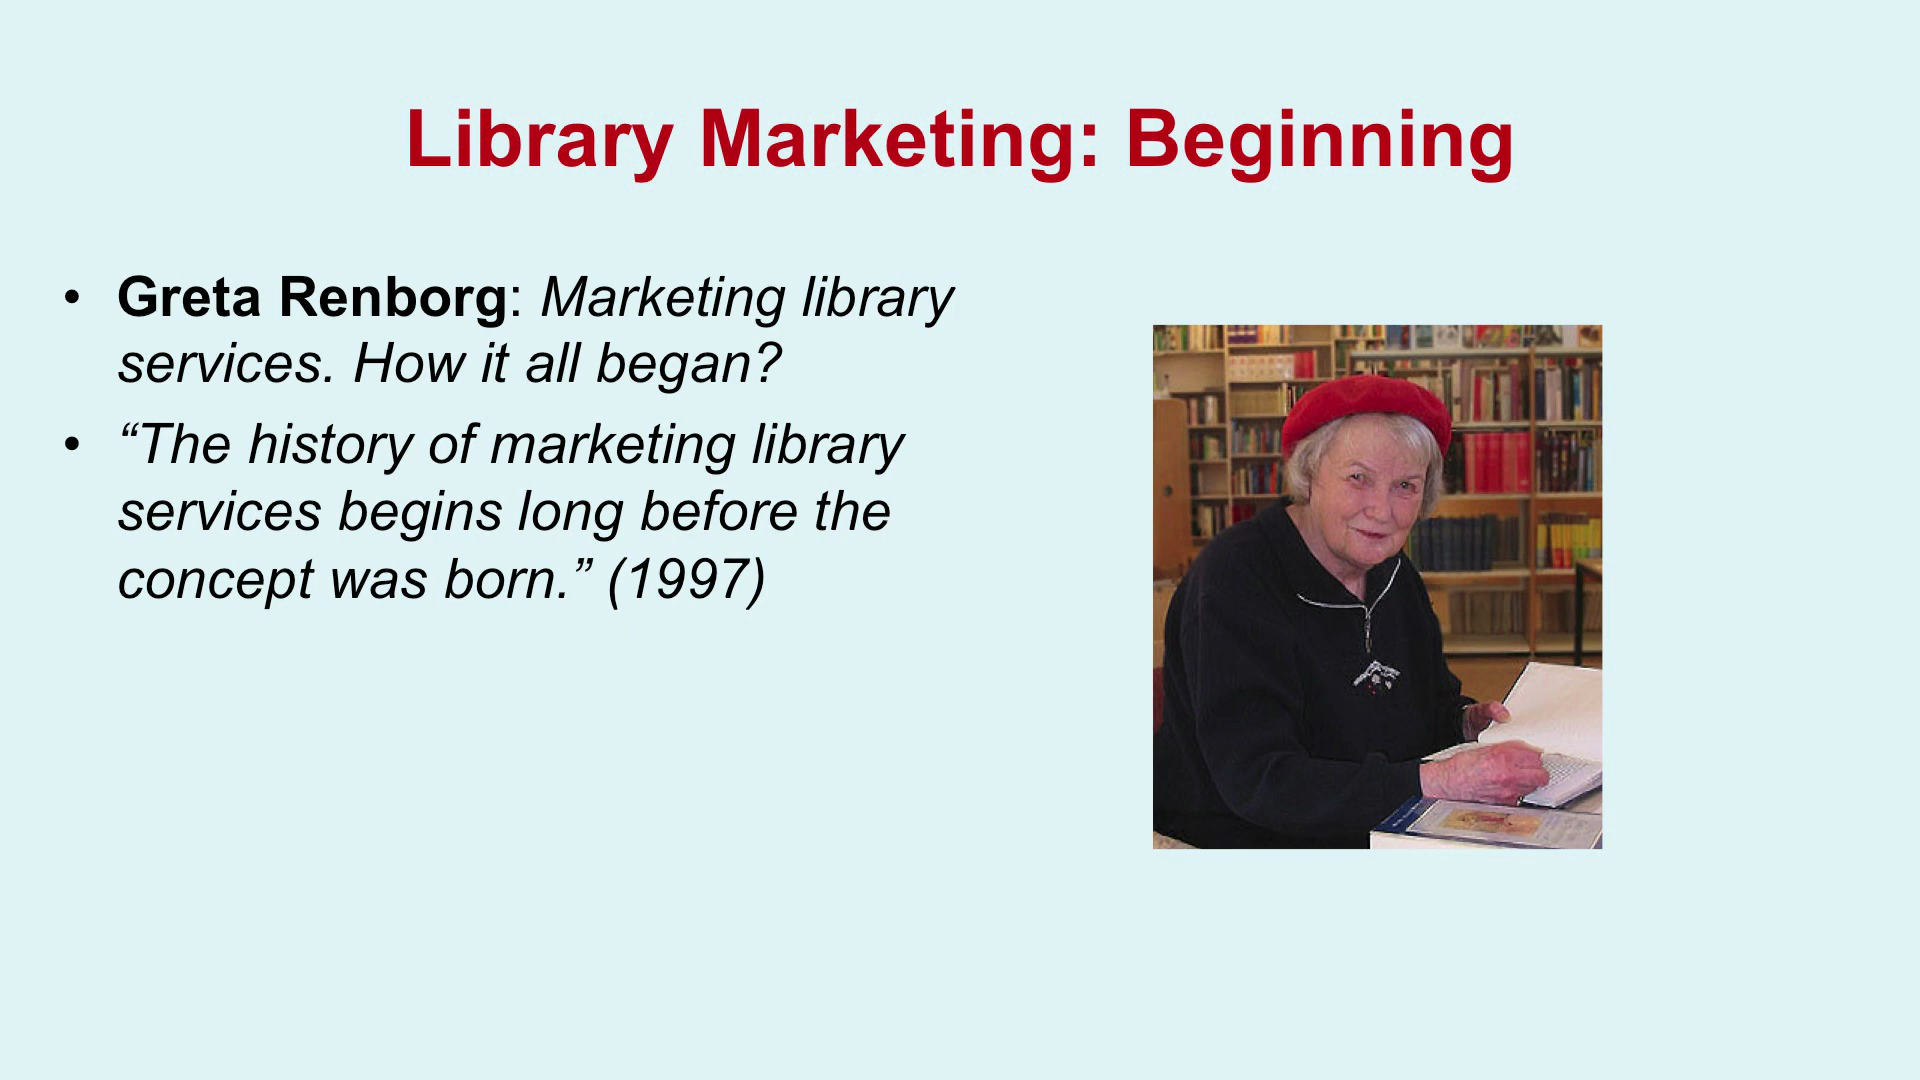 Library Marketing: Beginning
• Greta Renborg: Marketing library
services. How it all began?
• “The history of marketing library
services begins long before the
concept was born.” (1997)